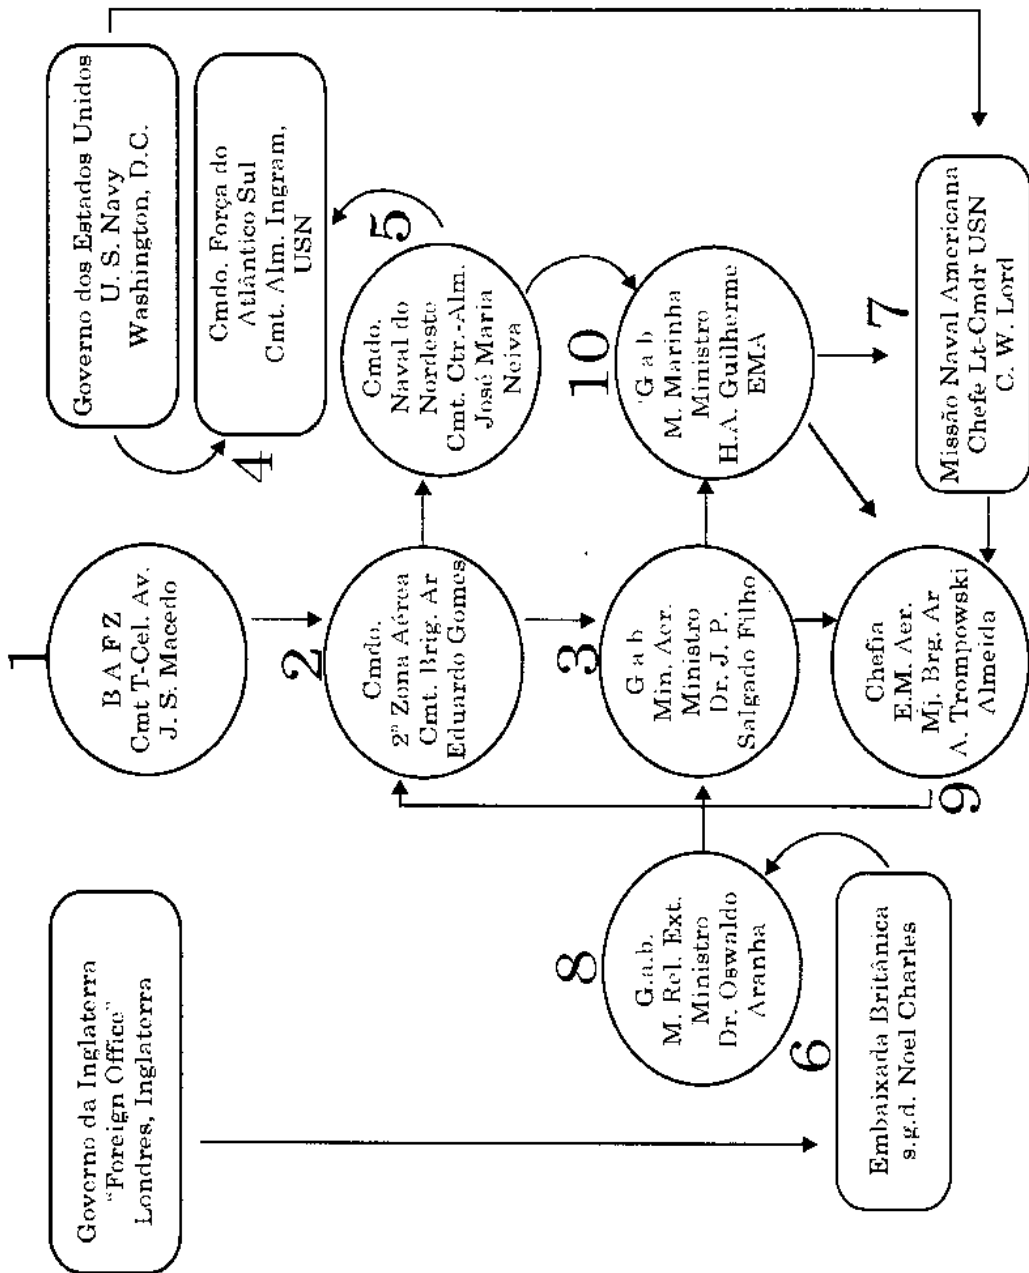 Governo da Inglaterra
"Foreign Office"
Londres, Inglaterra
1
B A F Z
Cmt T-Cel. Av.
J. S. Macedo
Governo dos Estados Unidos
U. S. Navy
Washington, D.C.
4
Cmdo. Força do
Atlântico Sul
Cmt. Alm. Ingram,
USN
2
Cmdo.
2ª Zona Aérea
Cmt. Brig. Ar
Eduardo Gomes
5
Cmdo.
Naval do
Nordeste
Cmt. Ctr.-Alm.
José Maria
Neiva
8
G.a.b.
M. Rel. Ext.
Ministro
Dr. Oswaldo
Aranha
3
G a b
Min. Aer.
Ministro
Dr. J. P.
Salgado Filho
10
'G a b
M. Marinha
Ministro
H.A. Guilherme
EMA
6
Embaixada Britânica
s.g.d. Noel Charles
9
Chefia
E.M. Aer.
Mj. Brg. Ar
A. Trompowski
Almeida
7
Missão Naval Americana
Chefe Lt-Cmdr USN
C. W. Lord